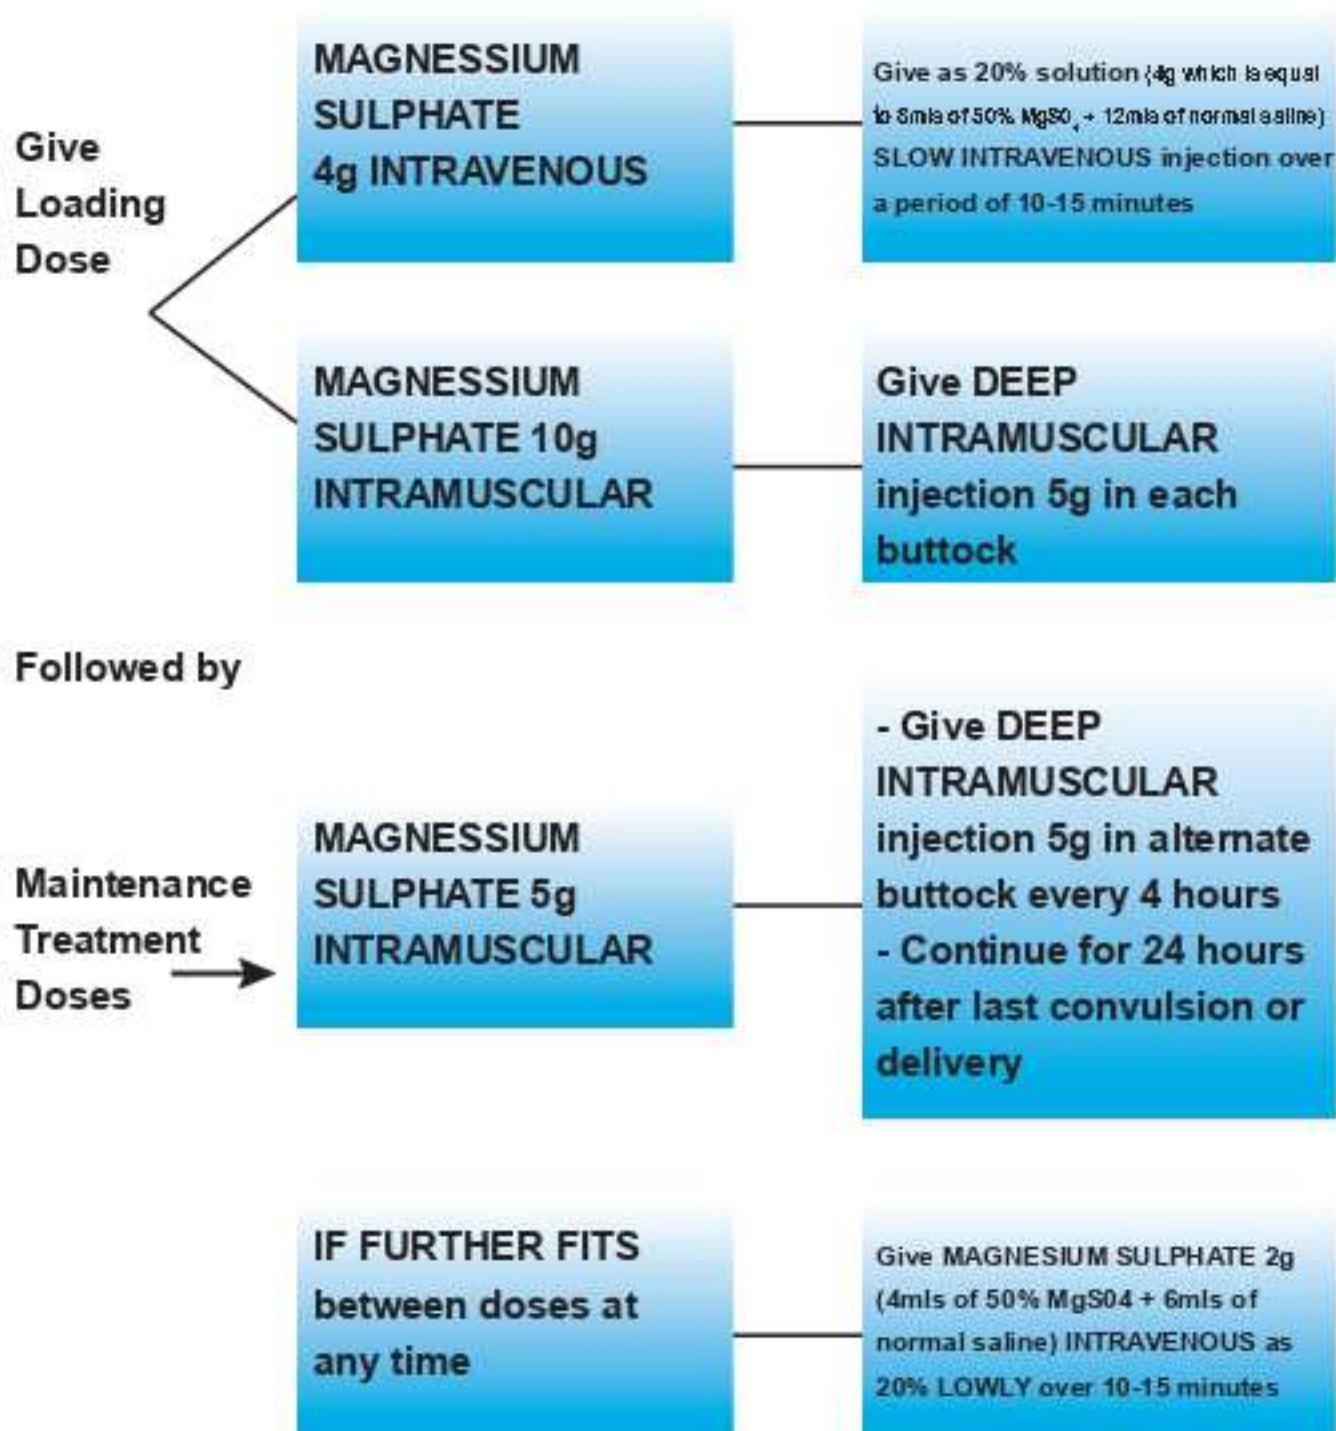 Give
Loading
Dose
MAGNESSIUM
SULPHATE
4g INTRAVENOUS
Give as 20% solution (4g which is equal
to 8mls of 50% MgSO₄ + 12mls of normal saline)
SLOW INTRAVENOUS injection over
a period of 10-15 minutes
MAGNESSIUM
SULPHATE 10g
INTRAMUSCULAR
Give DEEP
INTRAMUSCULAR
injection 5g in each
buttock
Followed by
Maintenance
Treatment
Doses
MAGNESSIUM
SULPHATE 5g
INTRAMUSCULAR
- Give DEEP
INTRAMUSCULAR
injection 5g in alternate
buttock every 4 hours
- Continue for 24 hours
after last convulsion or
delivery
IF FURTHER FITS
between doses at
any time
Give MAGNESIUM SULPHATE 2g
(4mls of 50% MgS04 + 6mls of
normal saline) INTRAVENOUS as
20% LOWLY over 10-15 minutes